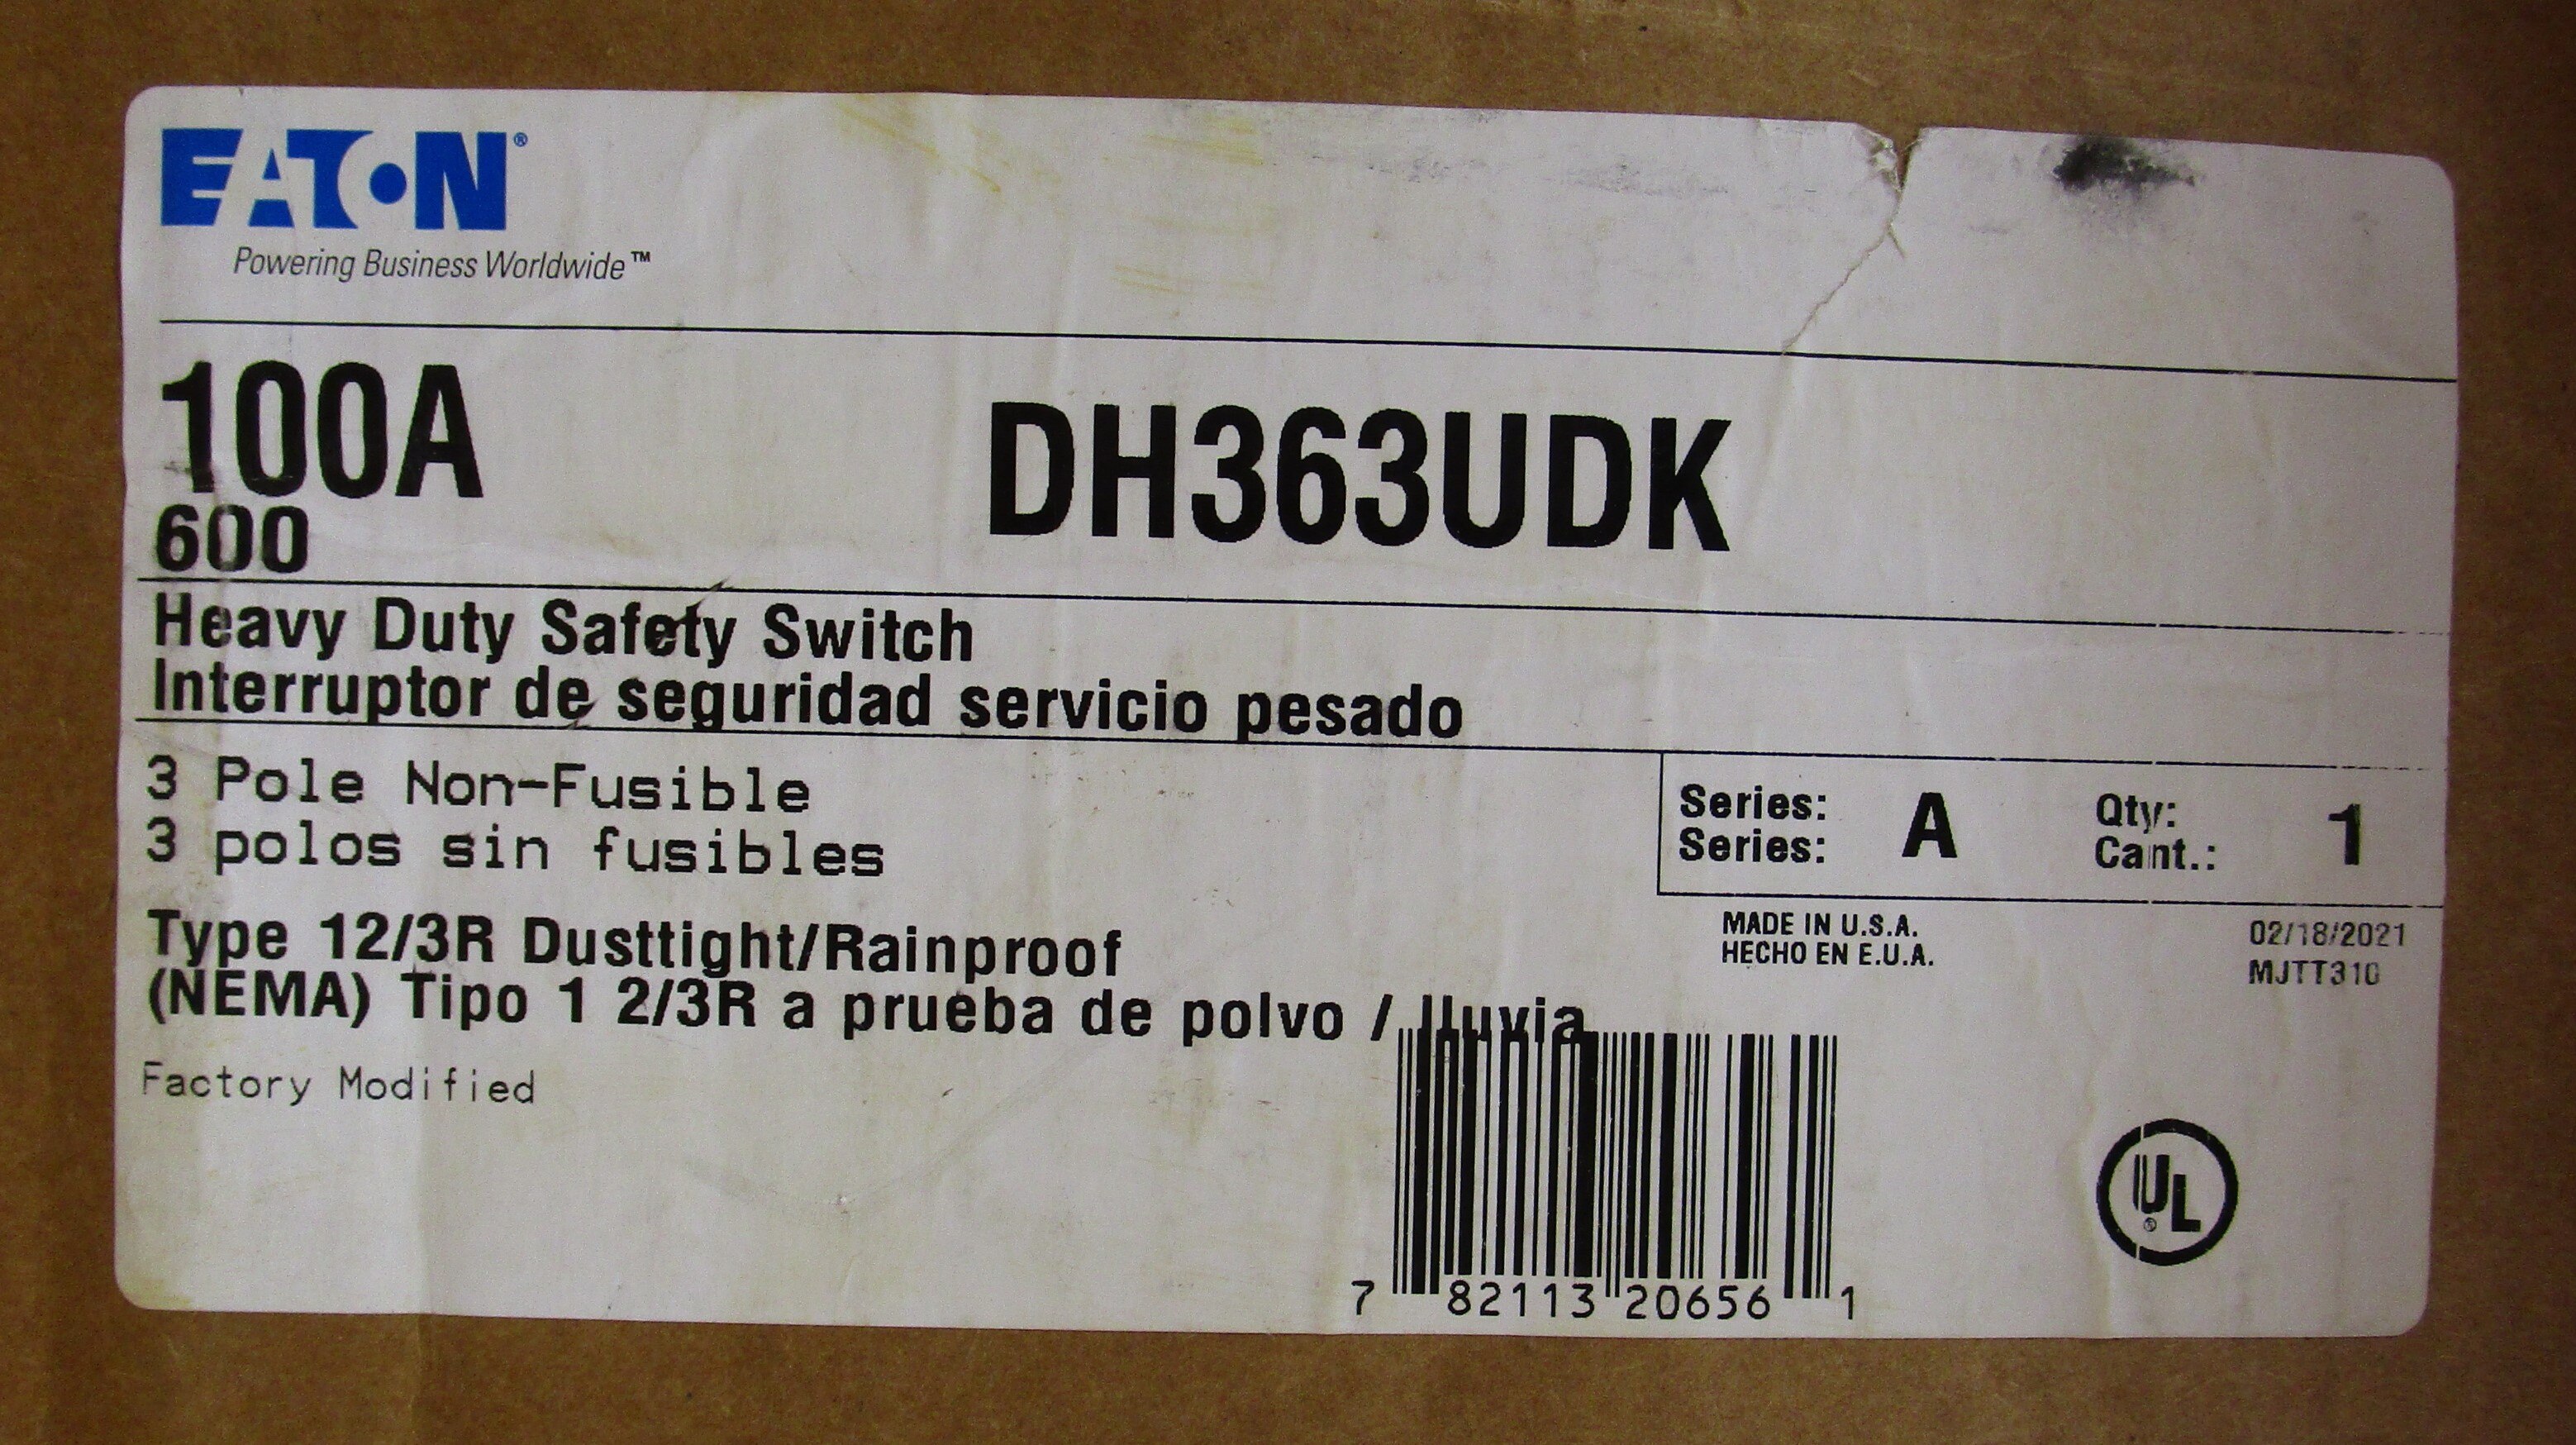 EATON®
Powering Business Worldwide™
100A
600
DH363UDK
Heavy Duty Safety Switch
Interruptor de seguridad servicio pesado
3 Pole Non-Fusible
3 polos sin fusibles
Series: A Qty: 1
Series: Cant.:
Type 12/3R Dusttight/Rainproof
(NEMA) Tipo 1 2/3R a prueba de polvo / lluvia
Factory Modified
MADE IN U.S.A.
HECHO EN E.U.A.
02/18/2021
MJTT310
7 82113 20656 1
UL®